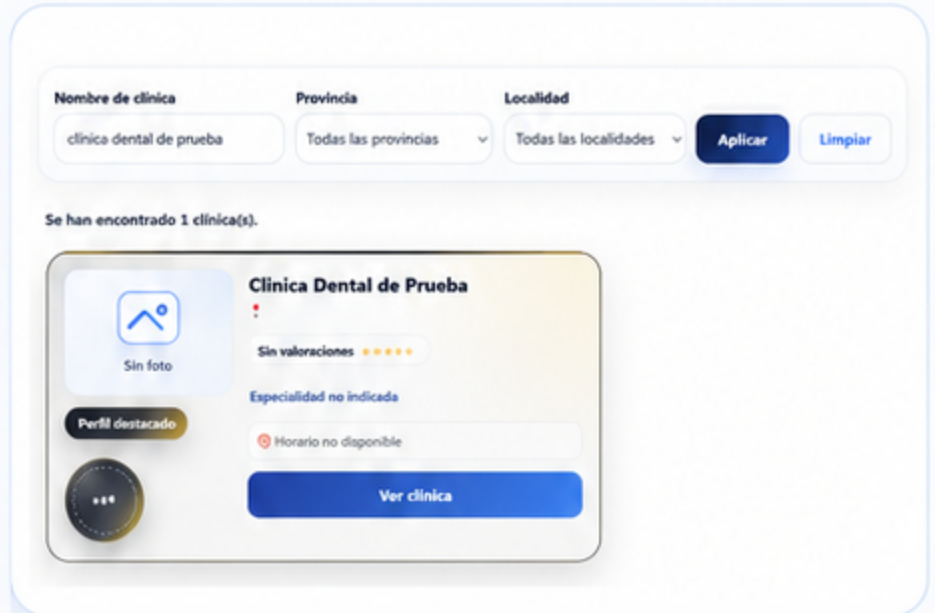 Nombre de clínica
Provincia
Localidad
clínica dental de prueba
Todas las provincias
Todas las localidades
Aplicar
Limpiar
Se han encontrado 1 clínica(s).
Clinica Dental de Prueba
Sin valoraciones
Sin foto
Especialidad no indicada
Perfil destacado
Horario no disponible
Ver clínica